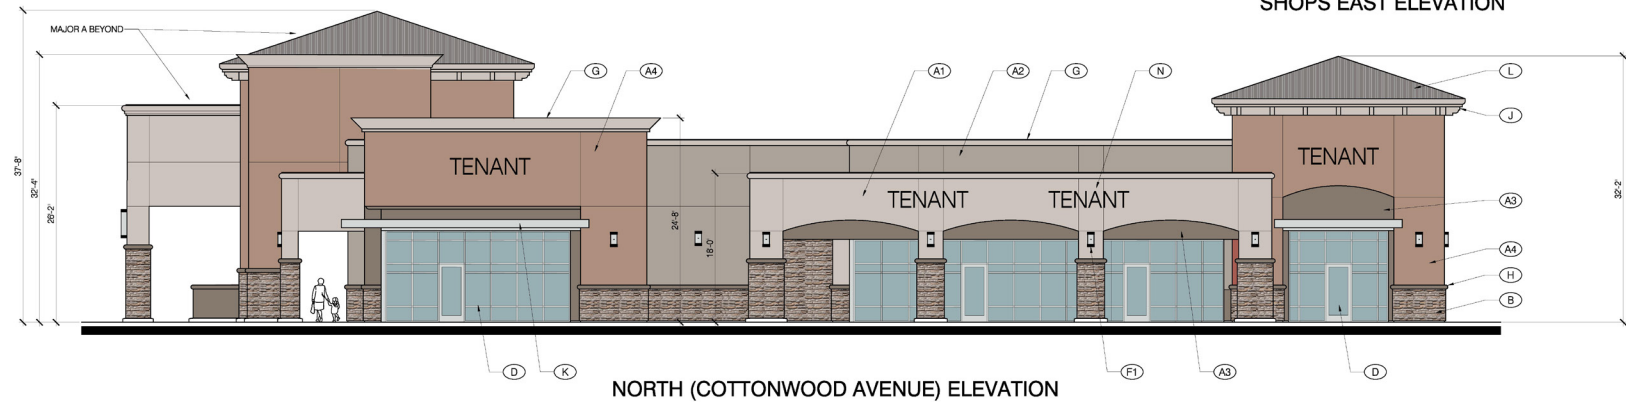 SHOPS EAST ELEVATION
MAJOR A BEYOND
G
A4
A1
A2
G
N
L
J
37'-8'
32'-4'
26'-2'
TENANT
TENANT
TENANT
TENANT
24'-8'
18'-0'
32'-2'
A3
A4
H
B
D
K
F1
A3
D
NORTH (COTTONWOOD AVENUE) ELEVATION